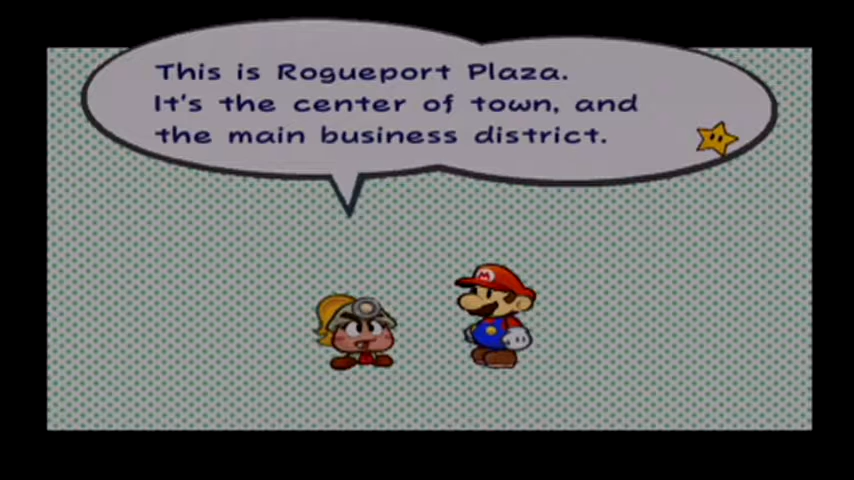 This is Rogueport Plaza.
It's the center of town, and
the main business district.
M